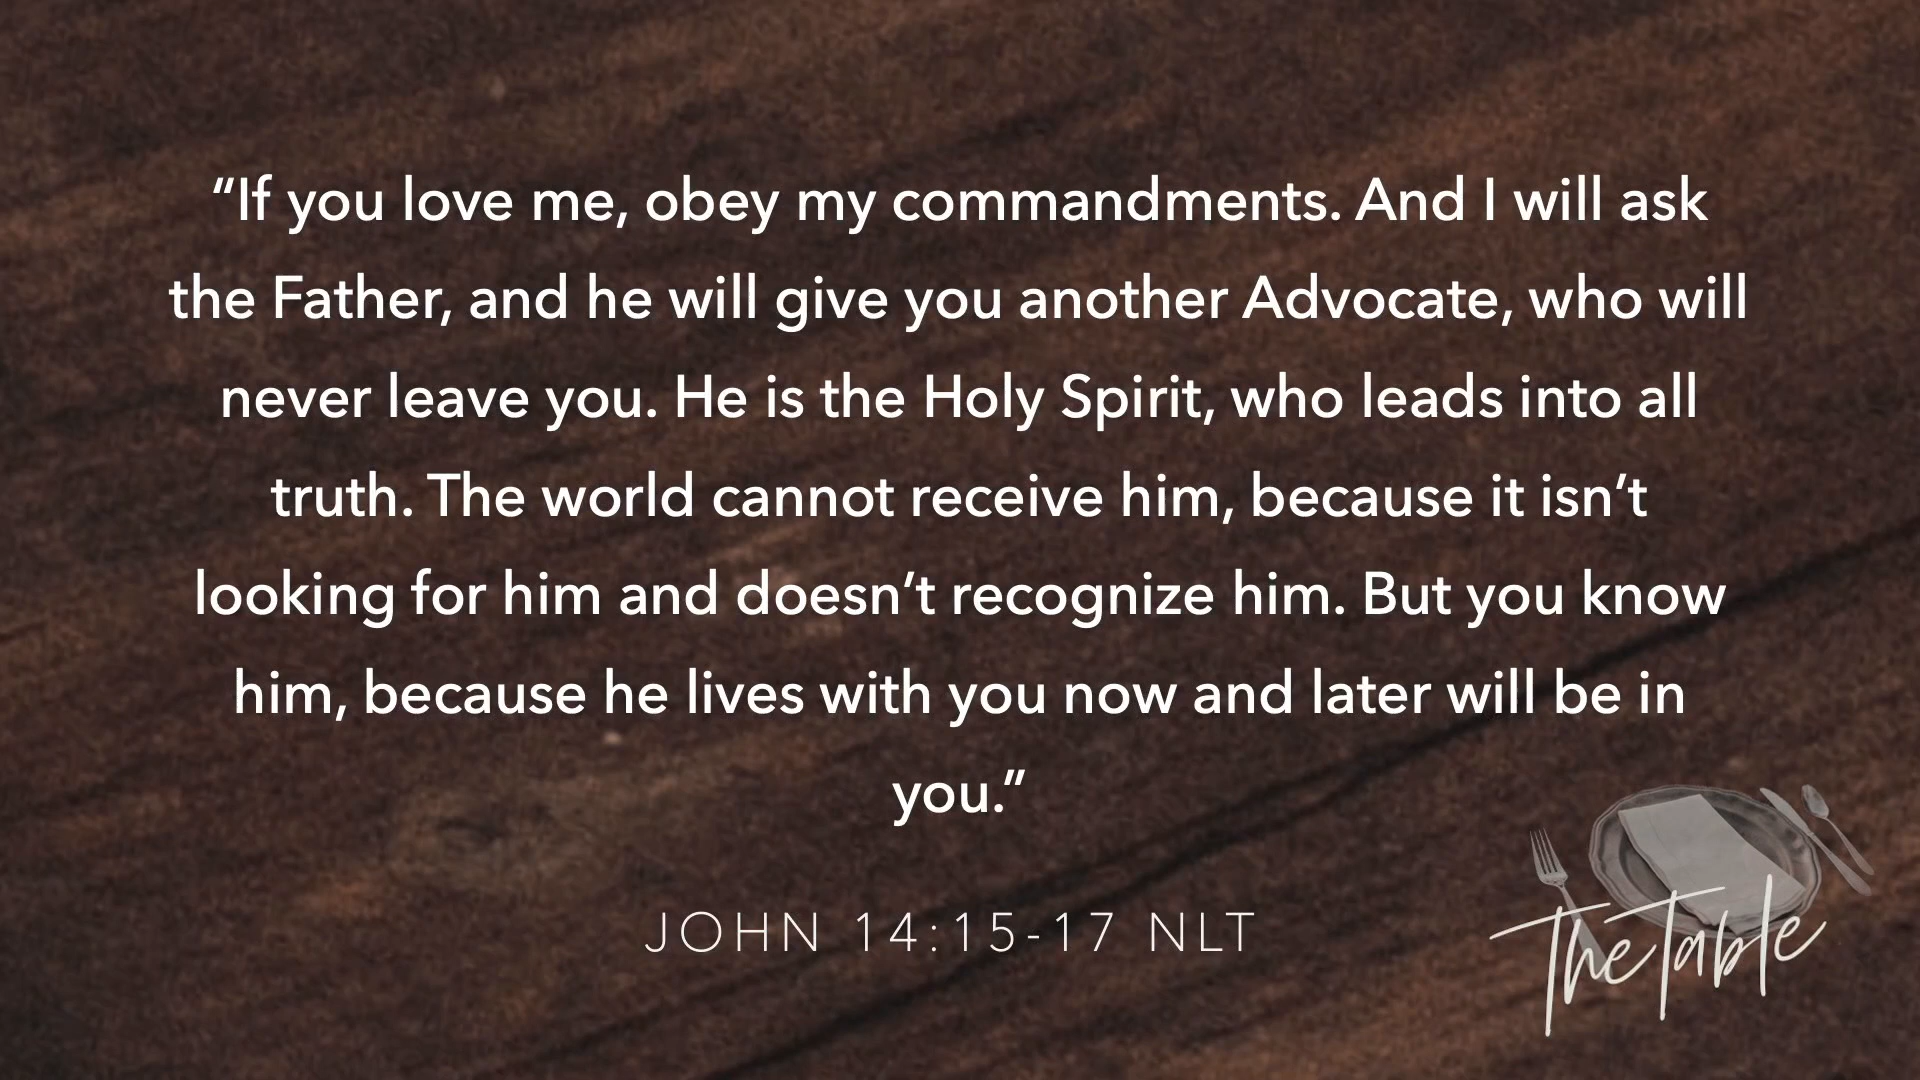 “If you love me, obey my commandments. And I will ask
the Father, and he will give you another Advocate, who will
never leave you. He is the Holy Spirit, who leads into all
truth. The world cannot receive him, because it isn’t
looking for him and doesn’t recognize him. But you know
him, because he lives with you now and later will be in
you.”
JOHN 14:15-17 NLT
The Table